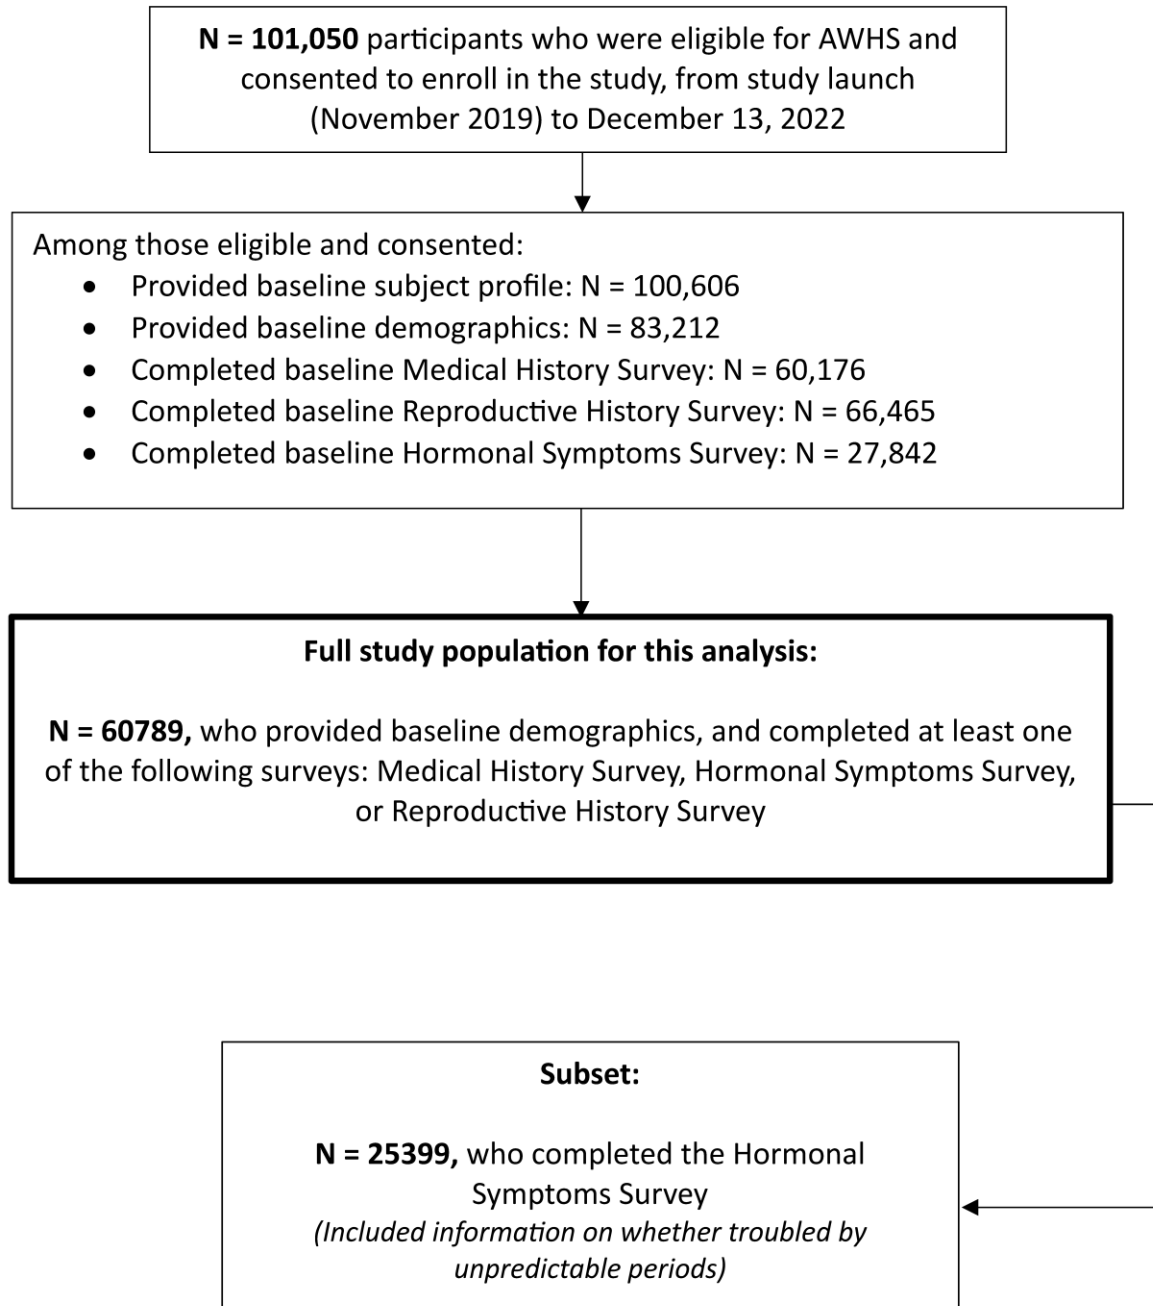 N = 101,050 participants who were eligible for AWHS and
consented to enroll in the study, from study launch
(November 2019) to December 13, 2022
Among those eligible and consented:
• Provided baseline subject profile: N = 100,606
• Provided baseline demographics: N = 83,212
• Completed baseline Medical History Survey: N = 60,176
• Completed baseline Reproductive History Survey: N = 66,465
• Completed baseline Hormonal Symptoms Survey: N = 27,842
Full study population for this analysis:
N = 60789, who provided baseline demographics, and completed at least one
of the following surveys: Medical History Survey, Hormonal Symptoms Survey,
or Reproductive History Survey
Subset:
N = 25399, who completed the Hormonal
Symptoms Survey
(Included information on whether troubled by
unpredictable periods)